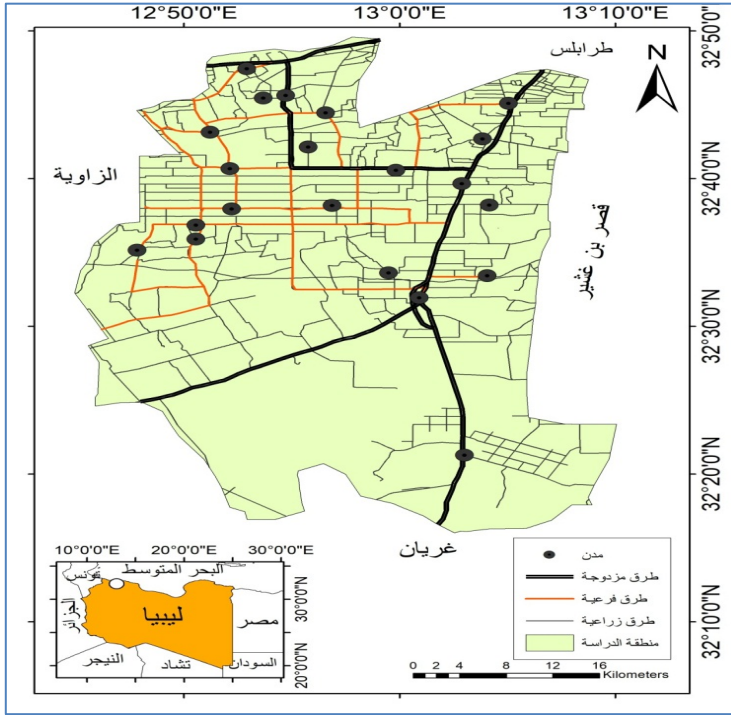 12°50'0"E
13°0'0"E
13°10'0"E
32°50'0"N
32°40'0"N
32°30'0"N
32°20'0"N
32°10'0"N
طرابلس
N
الزاوية
قصر بن غشير
غريان
مدن
طرق مزدوجة
طرق فرعية
طرق زراعية
منطقة الدراسة
0 2 4 8 12 16
Kilometers
10°0'0"E
20°0'0"E
30°0'0"E
30°0'0"N
20°0'0"N
البحر المتوسط
تونس
الجزائر
ليبيا
مصر
النيجر
تشاد
السودان